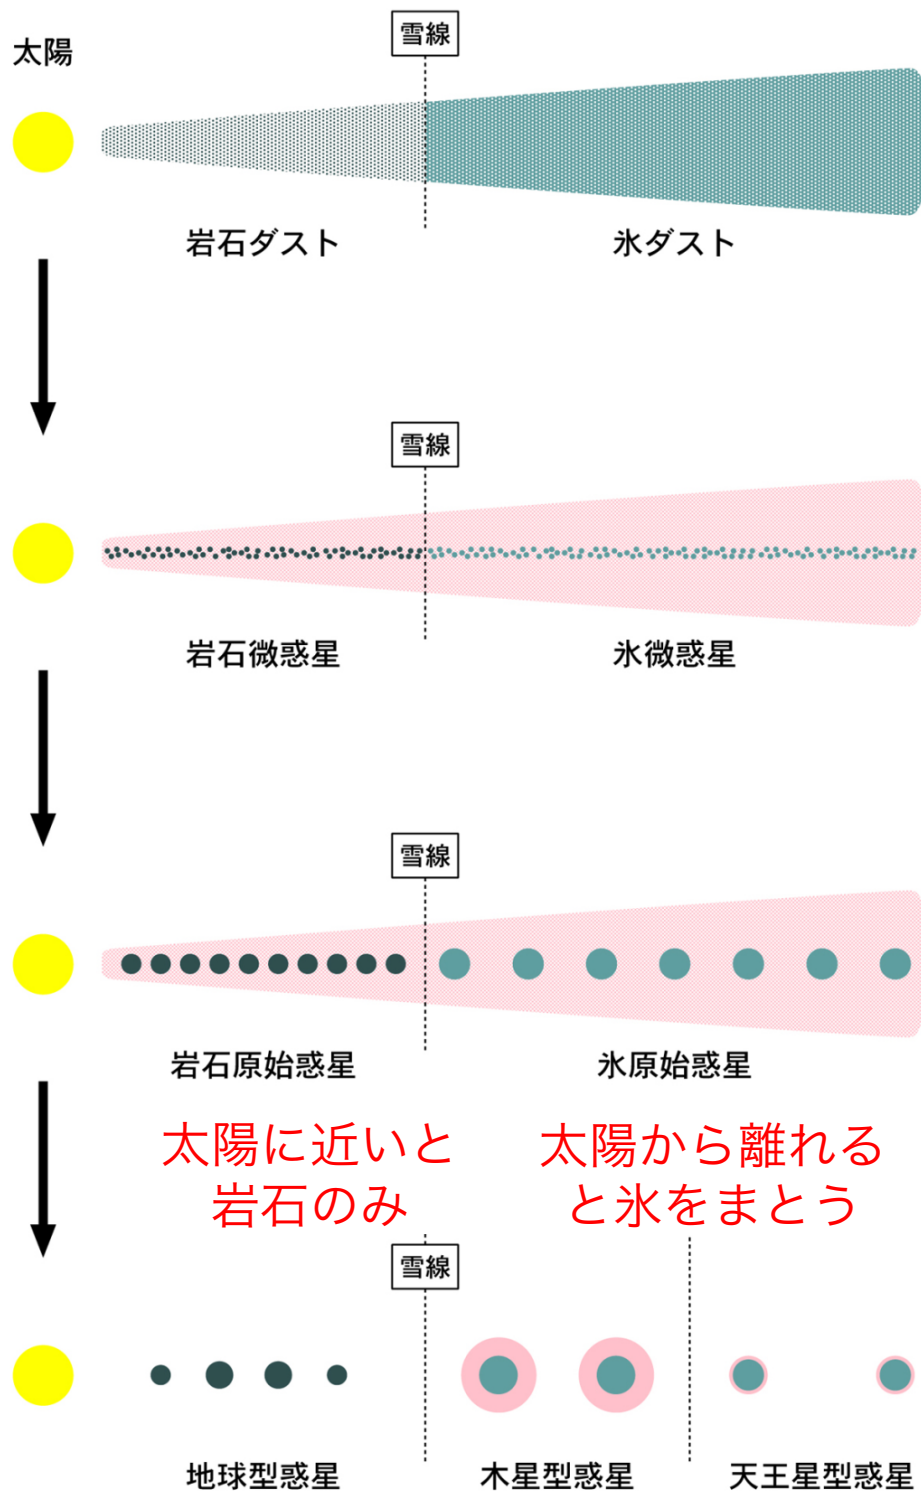 太陽
雪線
岩石ダスト
氷ダスト
雪線
岩石微惑星
氷微惑星
雪線
岩石原始惑星
氷原始惑星
太陽に近いと
岩石のみ
太陽から離れる
と氷をまとう
雪線
地球型惑星
木星型惑星
天王星型惑星